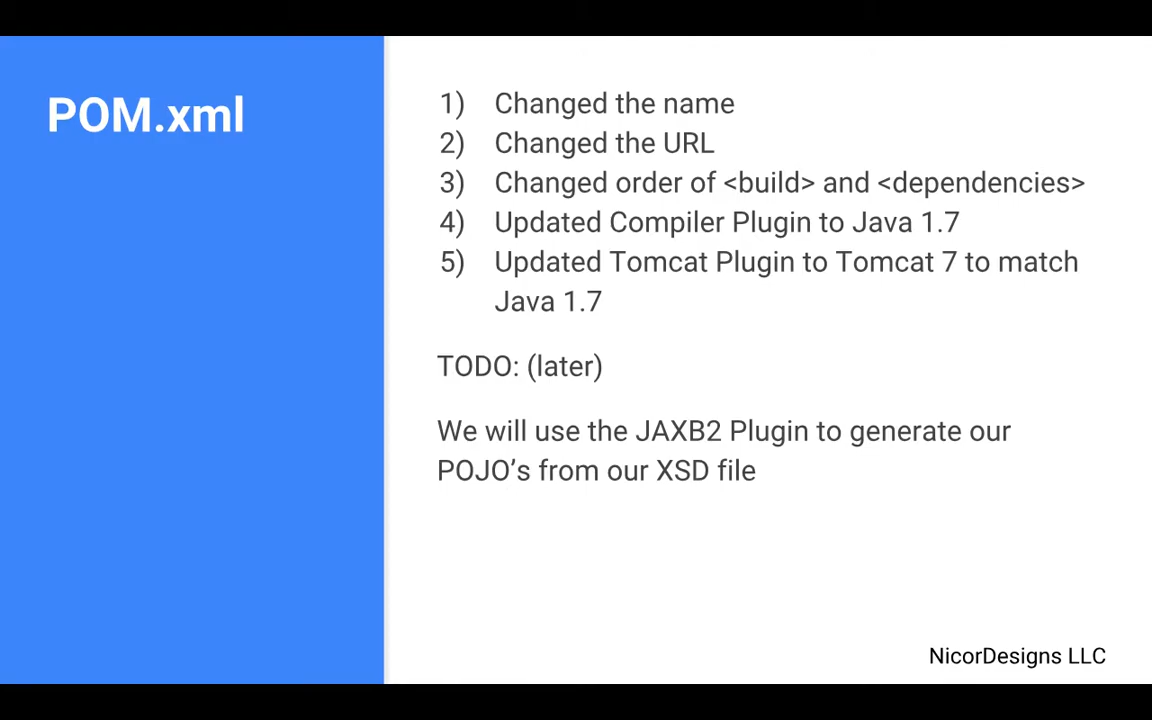 POM.xml
1) Changed the name
2) Changed the URL
3) Changed order of <build> and <dependencies>
4) Updated Compiler Plugin to Java 1.7
5) Updated Tomcat Plugin to Tomcat 7 to match
Java 1.7
TODO: (later)
We will use the JAXB2 Plugin to generate our
POJO’s from our XSD file
NicorDesigns LLC